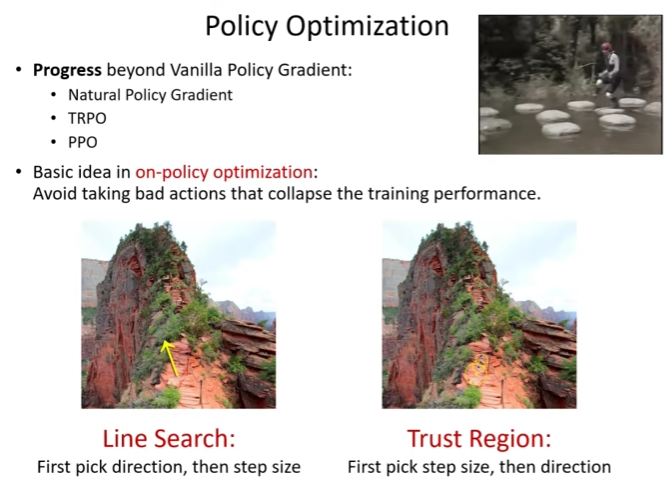 Policy Optimization
• Progress beyond Vanilla Policy Gradient:
• Natural Policy Gradient
• TRPO
• PPO
• Basic idea in on-policy optimization:
Avoid taking bad actions that collapse the training performance.
Line Search:
First pick direction, then step size
Trust Region:
First pick step size, then direction